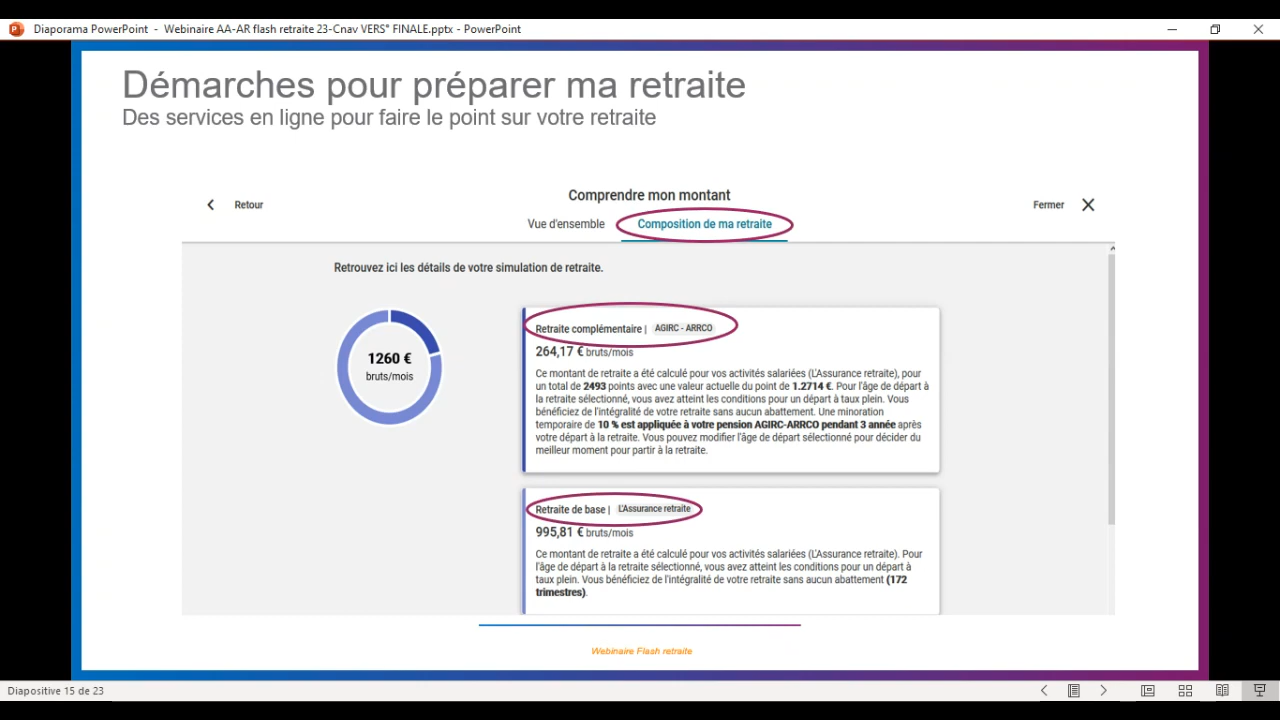 Diaporama PowerPoint - Webinaire AA-AR flash retraite 23-Cnav VERS° FINALE.pptx - PowerPoint
Démarches pour préparer ma retraite
Des services en ligne pour faire le point sur votre retraite
Comprendre mon montant
Retour
Fermer
Vue d'ensemble
Composition de ma retraite
Retrouvez ici les détails de votre simulation de retraite.
1260 €
bruts/mois
Retraite complémentaire | AGIRC - ARRCO
264,17 € bruts/mois
Ce montant de retraite a été calculé pour vos activités salariées (L'Assurance retraite), pour
un total de 2493 points avec une valeur actuelle du point de 1.2714 €. Pour l'âge de départ à
la retraite sélectionné, vous avez atteint les conditions pour un départ à taux plein. Vous
bénéficiez de l'intégralité de votre retraite sans aucun abattement. Une minoration
temporaire de 10 % est appliquée à votre pension AGIRC-ARRCO pendant 3 année après
votre départ à la retraite. Vous pouvez modifier l'âge de départ sélectionné pour décider du
meilleur moment pour partir à la retraite.
Retraite de base | L'Assurance retraite
995,81 € bruts/mois
Ce montant de retraite a été calculé pour vos activités salariées (L'Assurance retraite). Pour
l'âge de départ à la retraite sélectionné, vous avez atteint les conditions pour un départ à
taux plein. Vous bénéficiez de l'intégralité de votre retraite sans aucun abattement (172
trimestres).
Webinaire Flash retraite
Diapositive 15 de 23